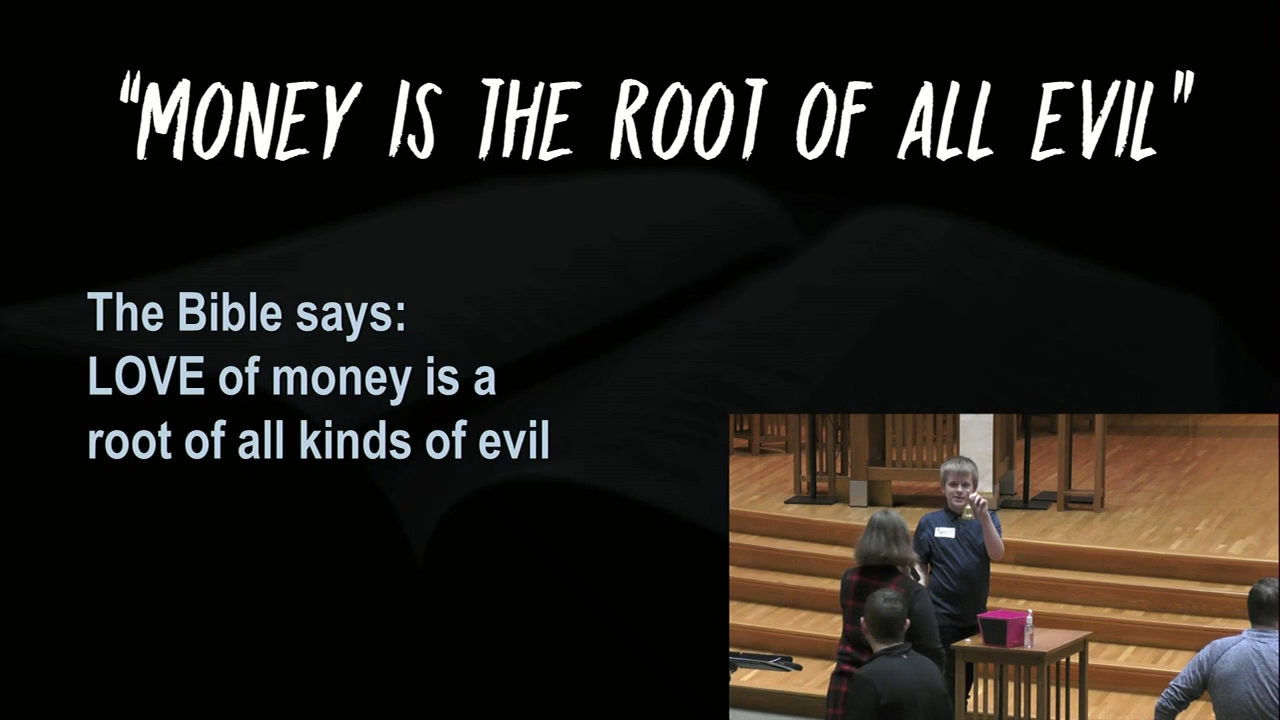 "MONEY IS THE ROOT OF ALL EVIL"
The Bible says:
LOVE of money is a
root of all kinds of evil